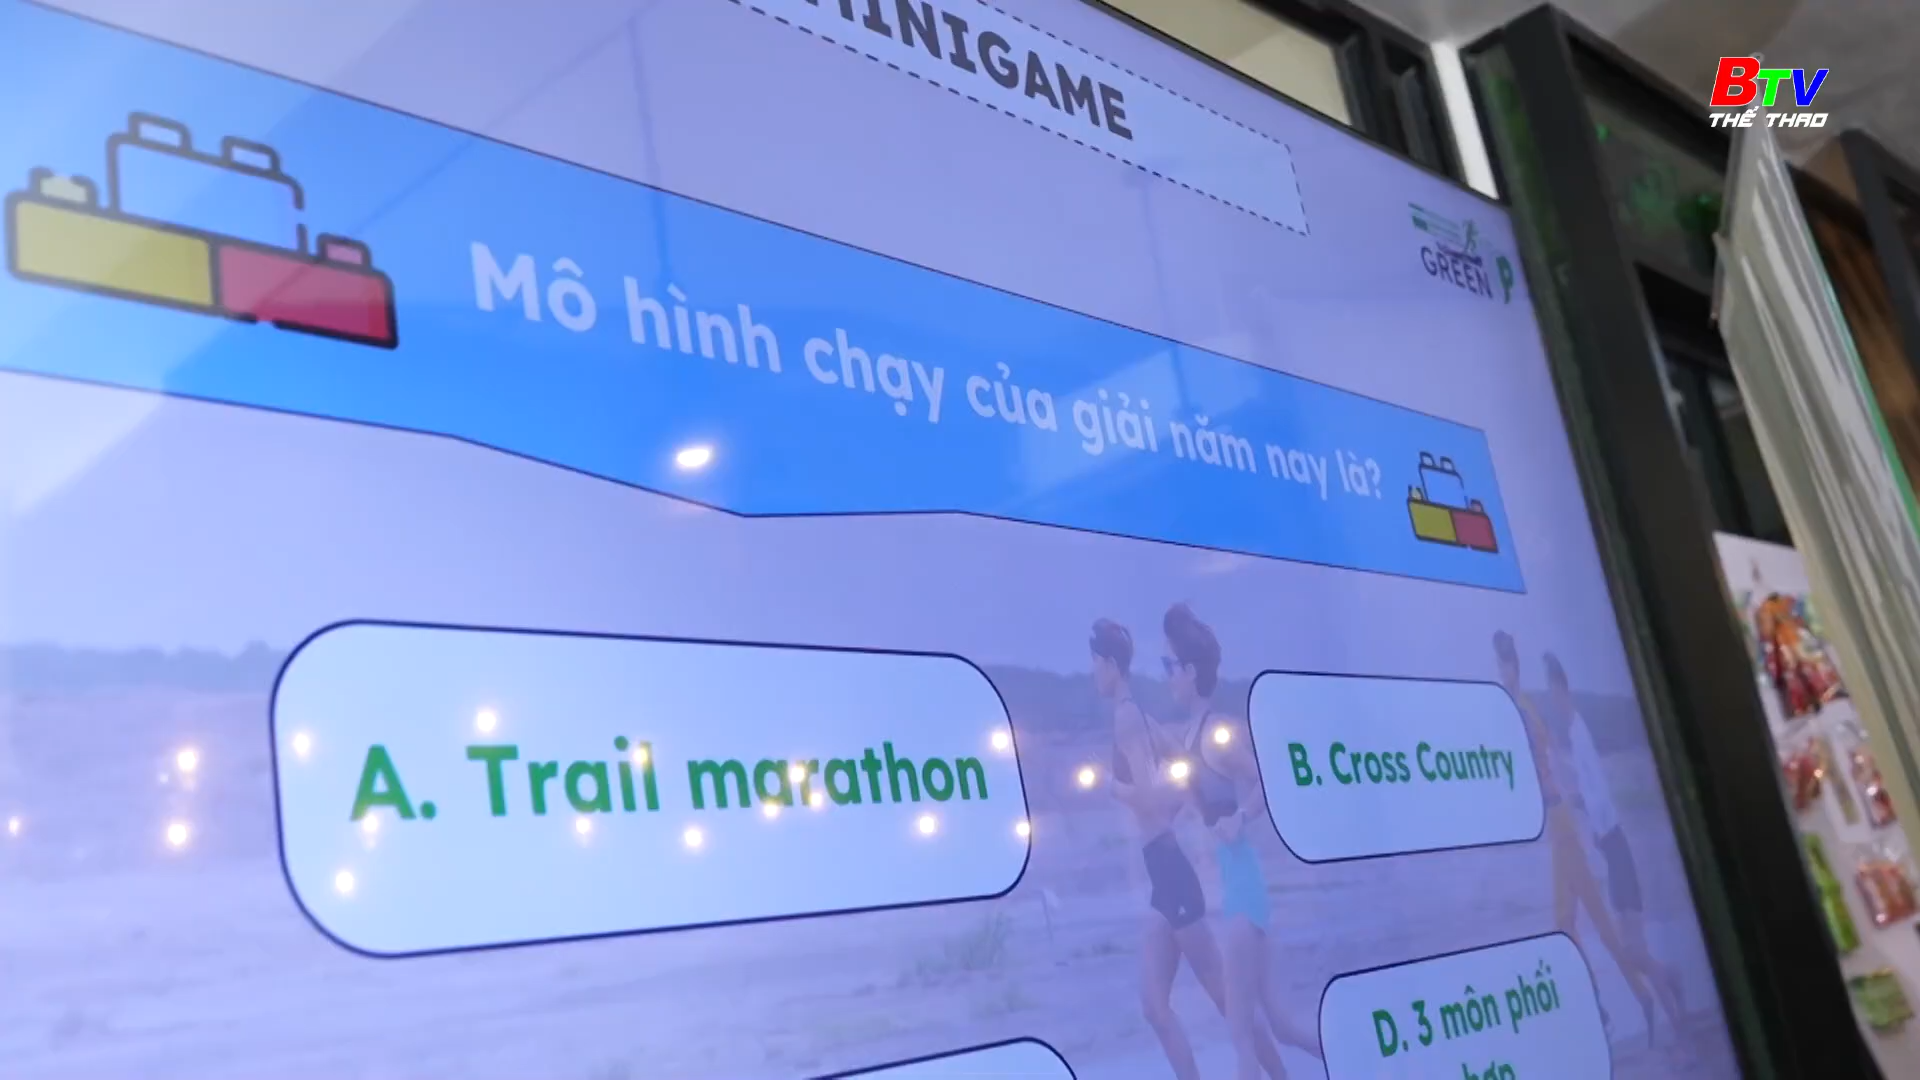 MINIGAME
BTV
THỂ THAO
GREEN
Mô hình chạy của giải năm nay là?
A. Trail marathon
B. Cross Country
D. 3 môn phối
hợp